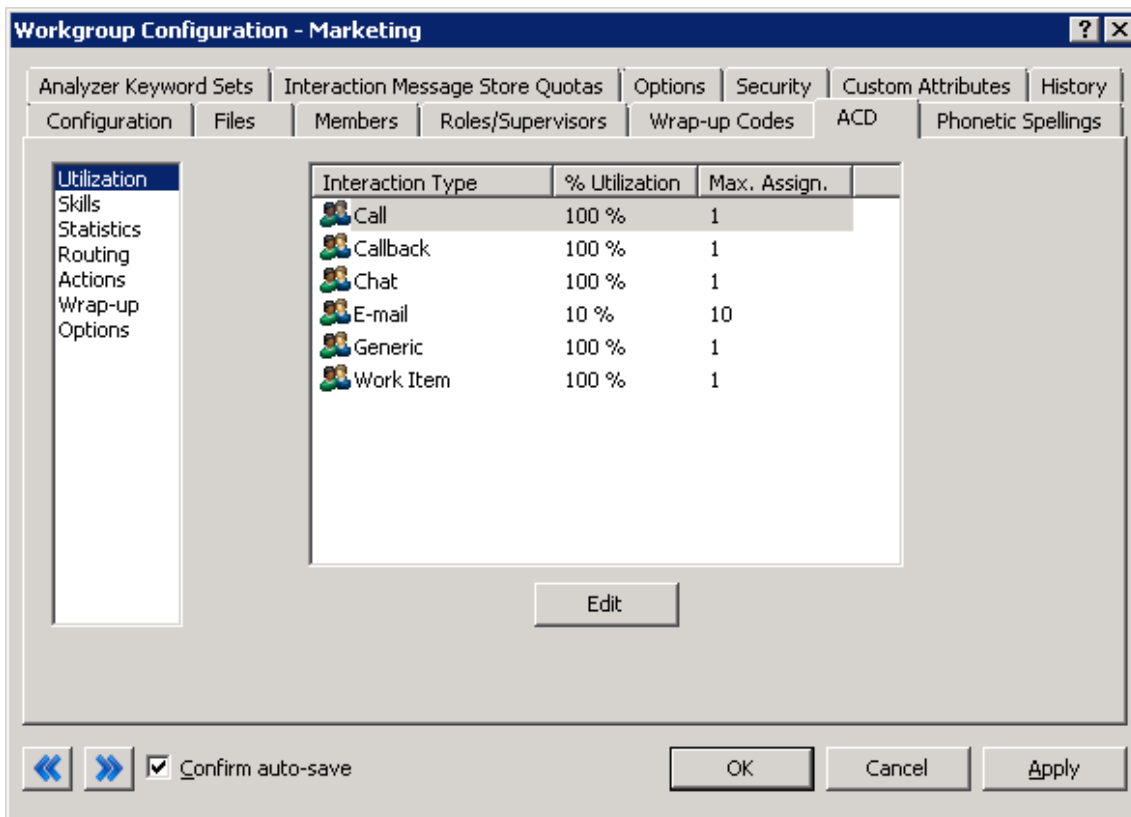 Workgroup Configuration - Marketing
Analyzer Keyword Sets Interaction Message Store Quotas Options Security Custom Attributes History
Configuration Files Members Roles/Supervisors Wrap-up Codes ACD Phonetic Spellings
Utilization
Skills
Statistics
Routing
Actions
Wrap-up
Options
Interaction Type % Utilization Max. Assign.
Call 100 % 1
Callback 100 % 1
Chat 100 % 1
E-mail 10 % 10
Generic 100 % 1
Work Item 100 % 1
Edit
Confirm auto-save OK Cancel Apply